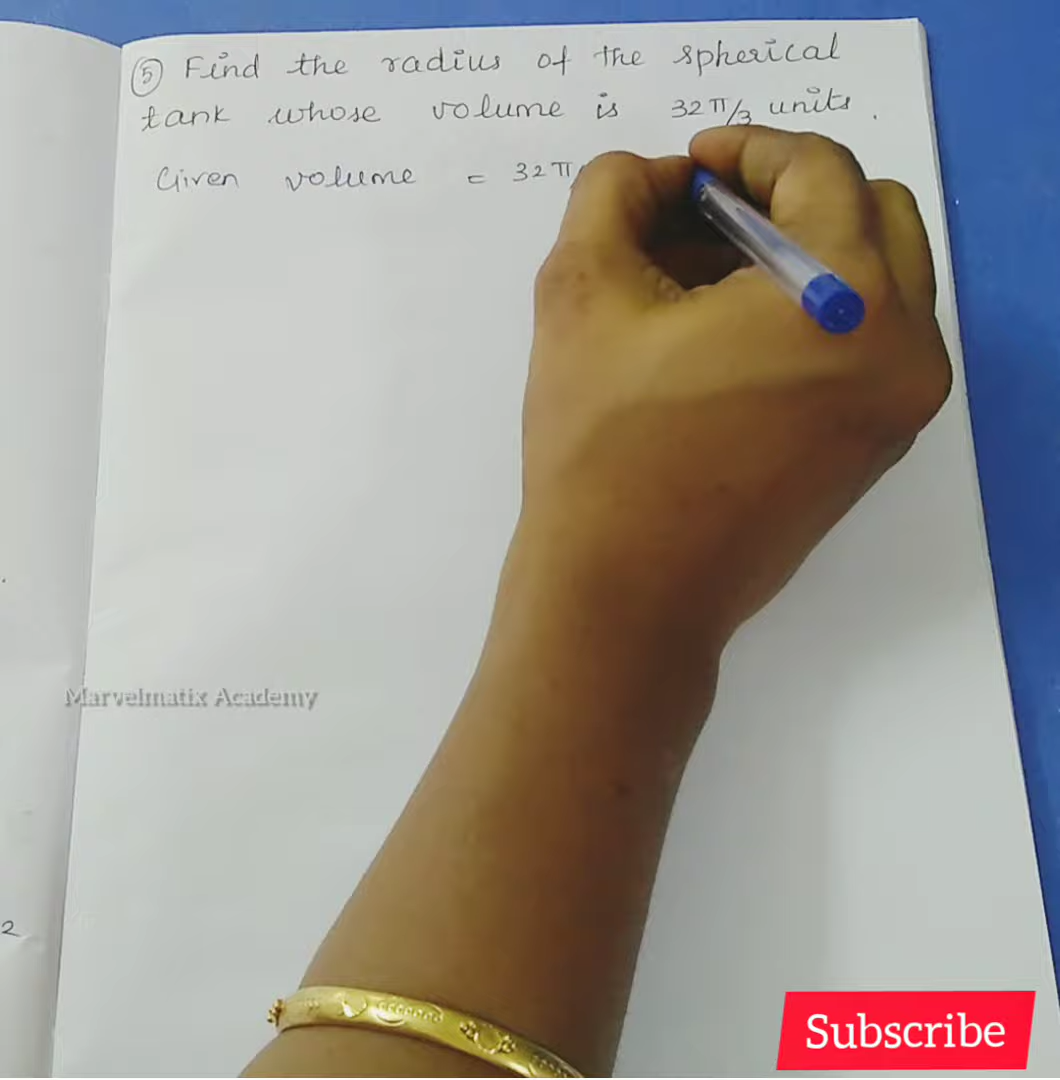 ⑤ Find the radius of the spherical
tank whose volume is 32π/3 units.
Given volume = 32π
Marvelmatix Academy
2
Subscribe